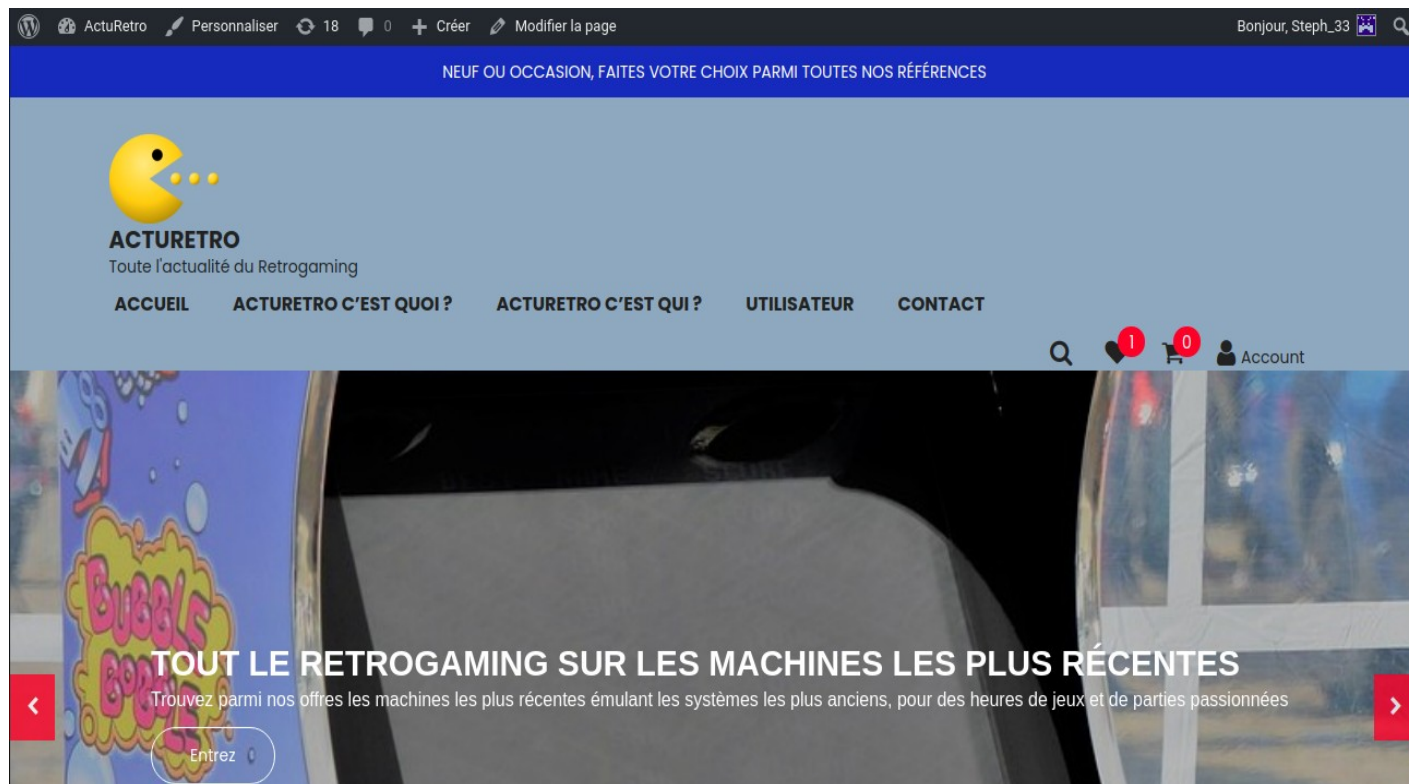 ActuRetro Personnaliser 18 0 Créer Modifier la page Bonjour, Steph_33
NEUF OU OCCASION, FAITES VOTRE CHOIX PARMI TOUTES NOS RÉFÉRENCES
ACTURETRO
Toute l'actualité du Retrogaming
ACCUEIL ACTURETRO C'EST QUOI ? ACTURETRO C'EST QUI ? UTILISATEUR CONTACT
1 0 Account
BUBBLE
BOBBLE
TOUT LE RETROGAMING SUR LES MACHINES LES PLUS RÉCENTES
Trouvez parmi nos offres les machines les plus récentes émulant les systèmes les plus anciens, pour des heures de jeux et de parties passionnées
Entrez